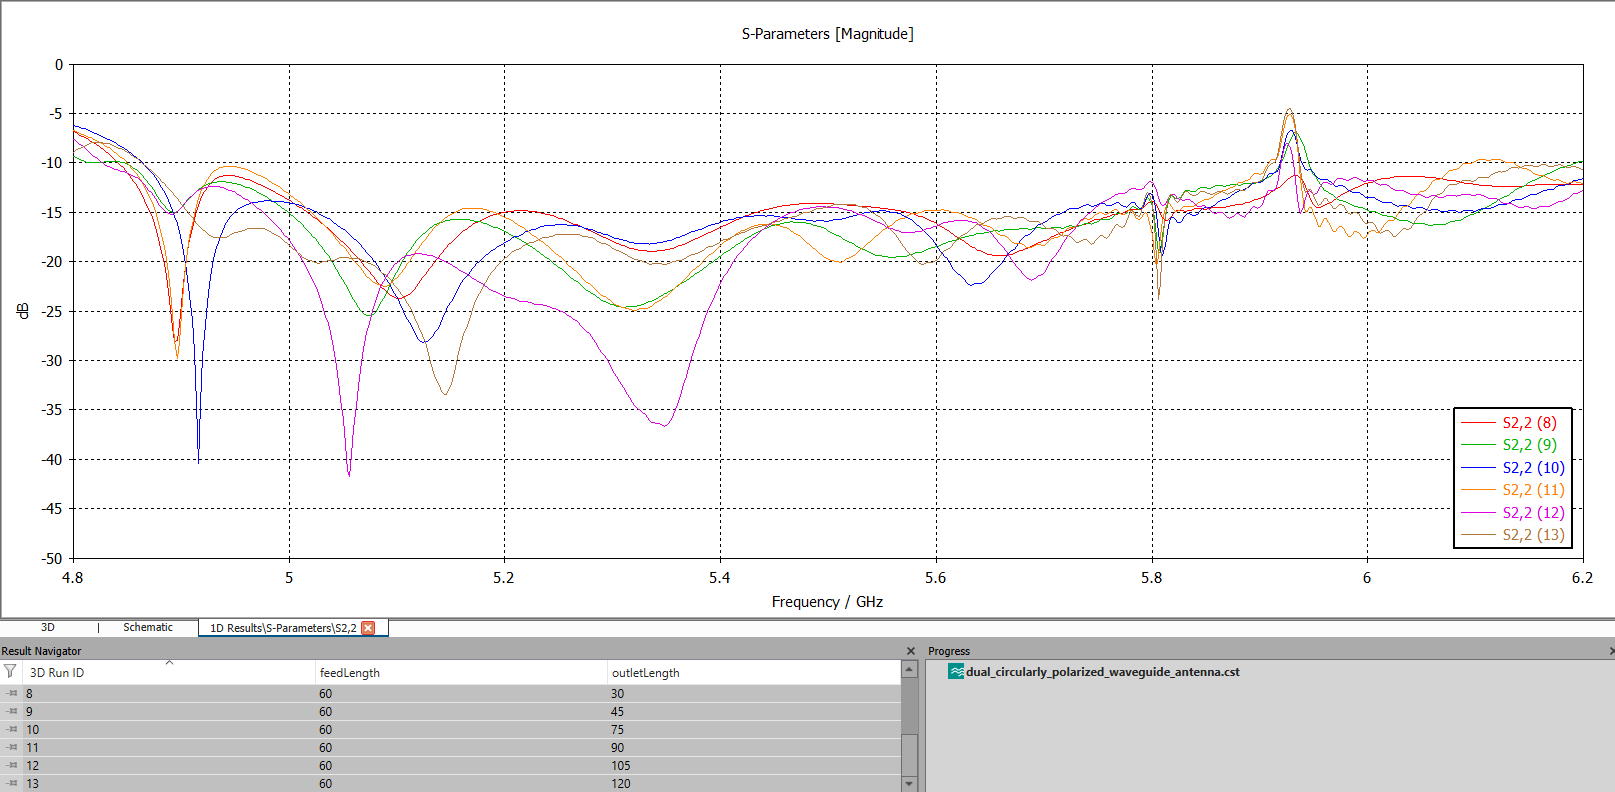 S-Parameters [Magnitude]
0
-5
-10
-15
-20
-25
-30
-35
-40
-45
-50
dB
4.8
5
5.2
5.4
5.6
5.8
6
6.2
Frequency / GHz
S2,2 (8)
S2,2 (9)
S2,2 (10)
S2,2 (11)
S2,2 (12)
S2,2 (13)
3D
Schematic
1D Results\S-Parameters\S2,2
Result Navigator
3D Run ID feedLength outletLength
8 60 30
9 60 45
10 60 75
11 60 90
12 60 105
13 60 120
Progress
dual_circularly_polarized_waveguide_antenna.cst